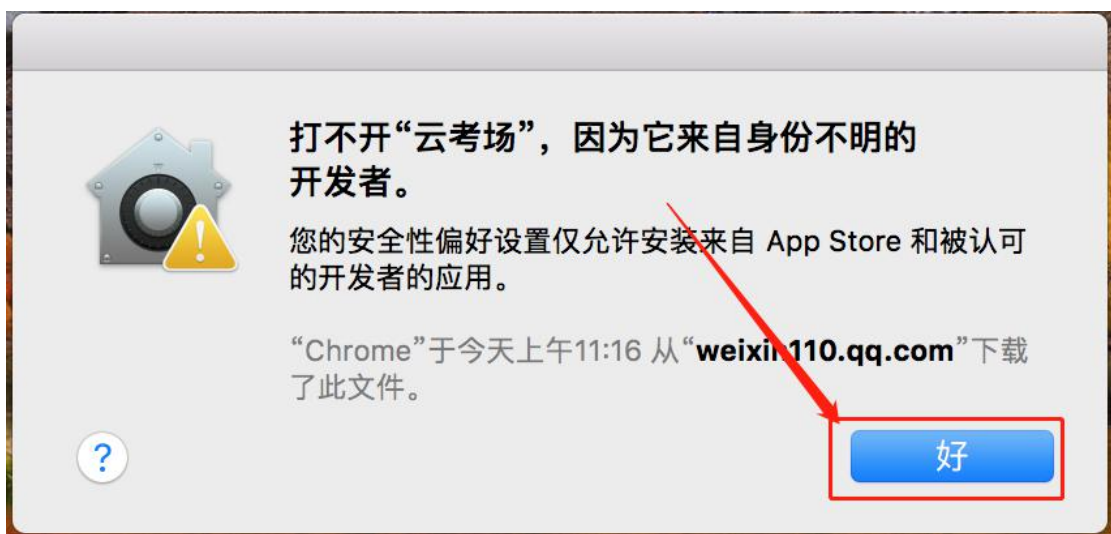 打不开“云考场”，因为它来自身份不明的
开发者。
您的安全性偏好设置仅允许安装来自 App Store 和被认可
的开发者的应用。
“Chrome”于今天上午11:16 从“weixin110.qq.com”下载
了此文件。
?
好